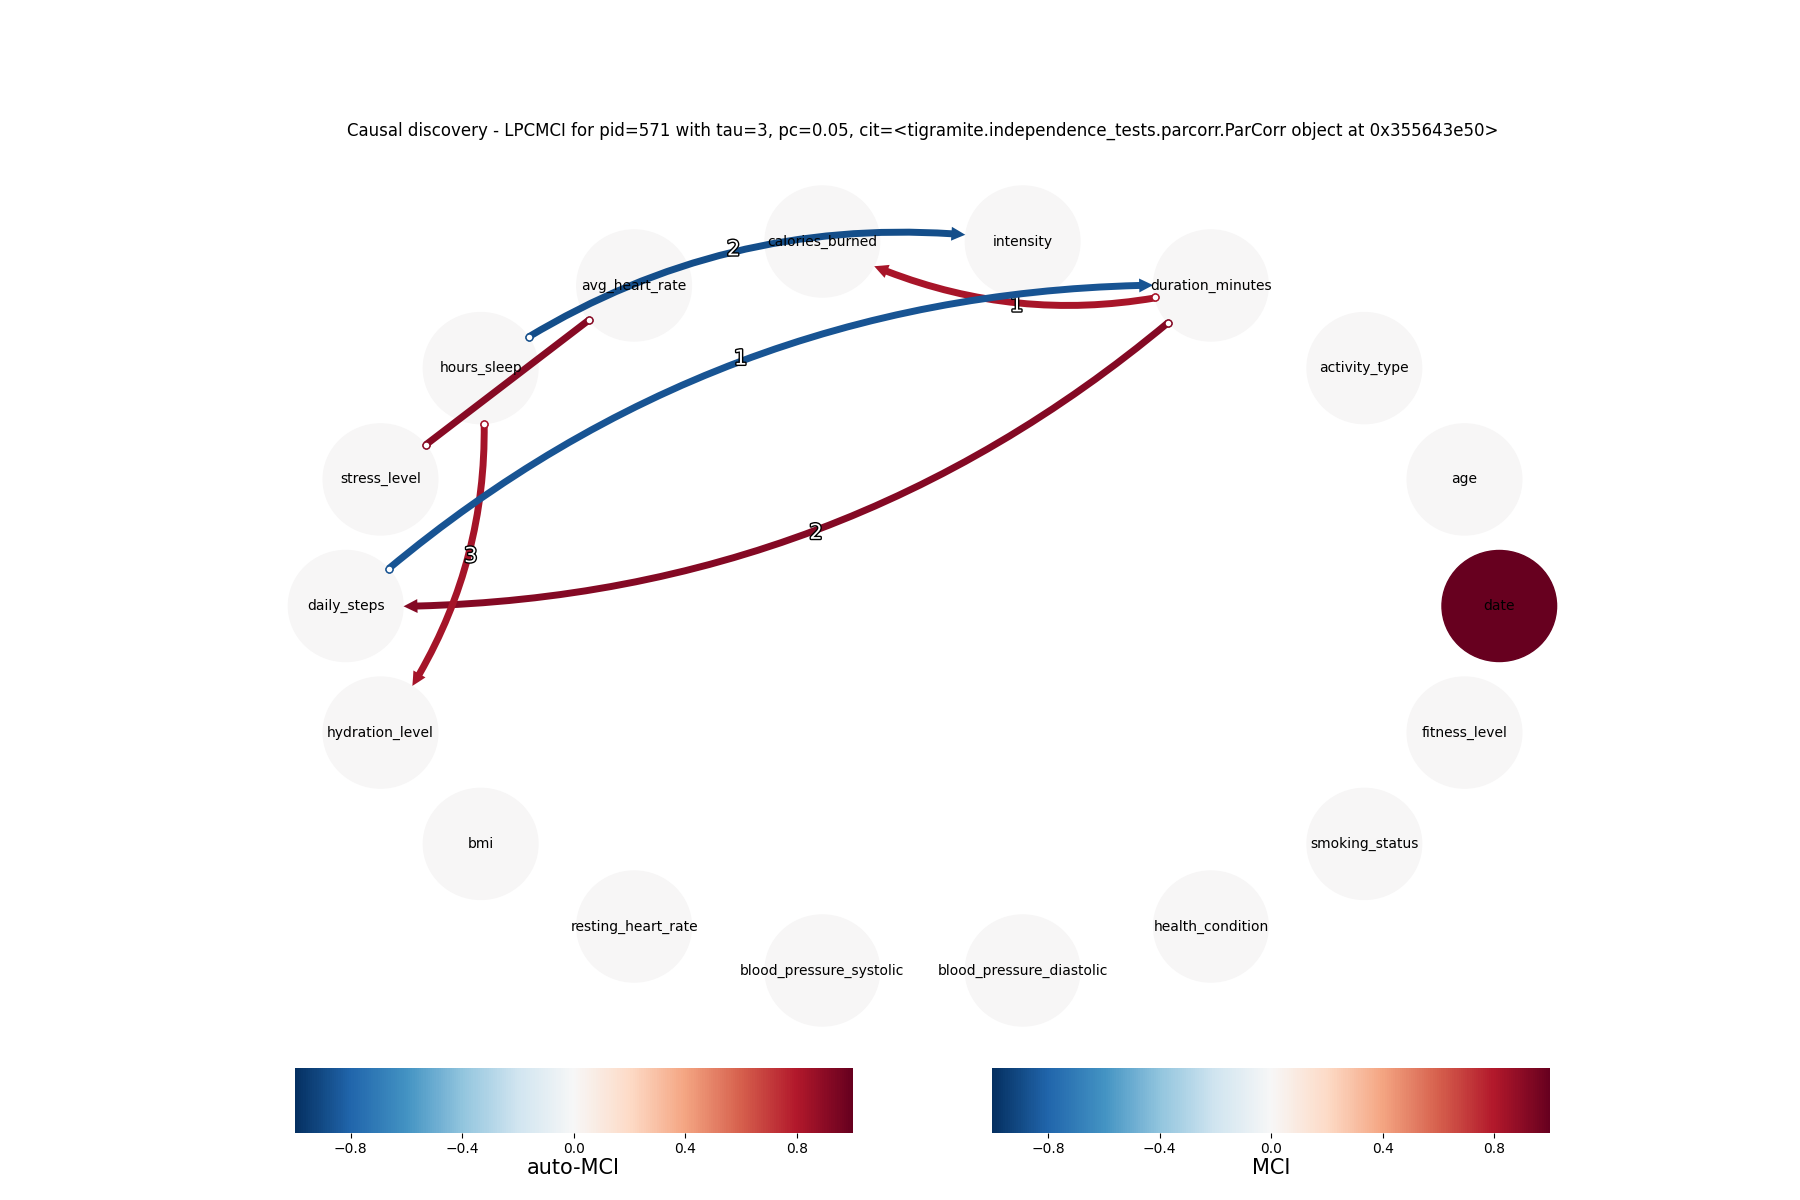 Causal discovery - LPCMCI for pid=571 with tau=3, pc=0.05, cit=<tigramite.independence_tests.parcorr.ParCorr object at 0x355643e50>
calories_burned
intensity
2
avg_heart_rate
duration_minutes
1
1
hours_sleep
activity_type
stress_level
age
2
3
daily_steps
date
hydration_level
fitness_level
bmi
smoking_status
resting_heart_rate
health_condition
blood_pressure_systolic
blood_pressure_diastolic
−0.8 −0.4 0.0 0.4 0.8
auto-MCI
−0.8 −0.4 0.0 0.4 0.8
MCI